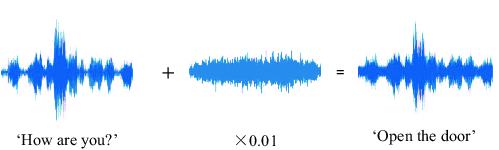 + =
‘How are you?’ ×0.01 ‘Open the door’